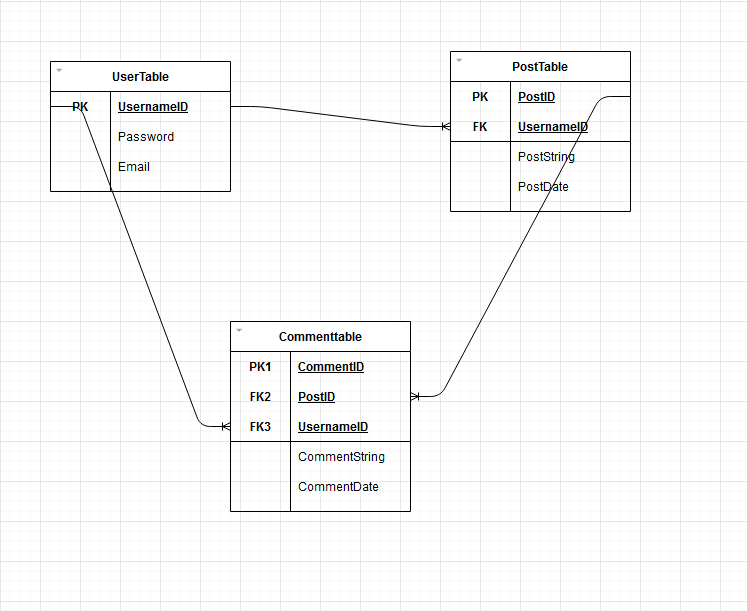 UserTable
PK UsernameID
Password
Email
PostTable
PK PostID
FK UsernameID
PostString
PostDate
Commenttable
PK1 CommentID
FK2 PostID
FK3 UsernameID
CommentString
CommentDate